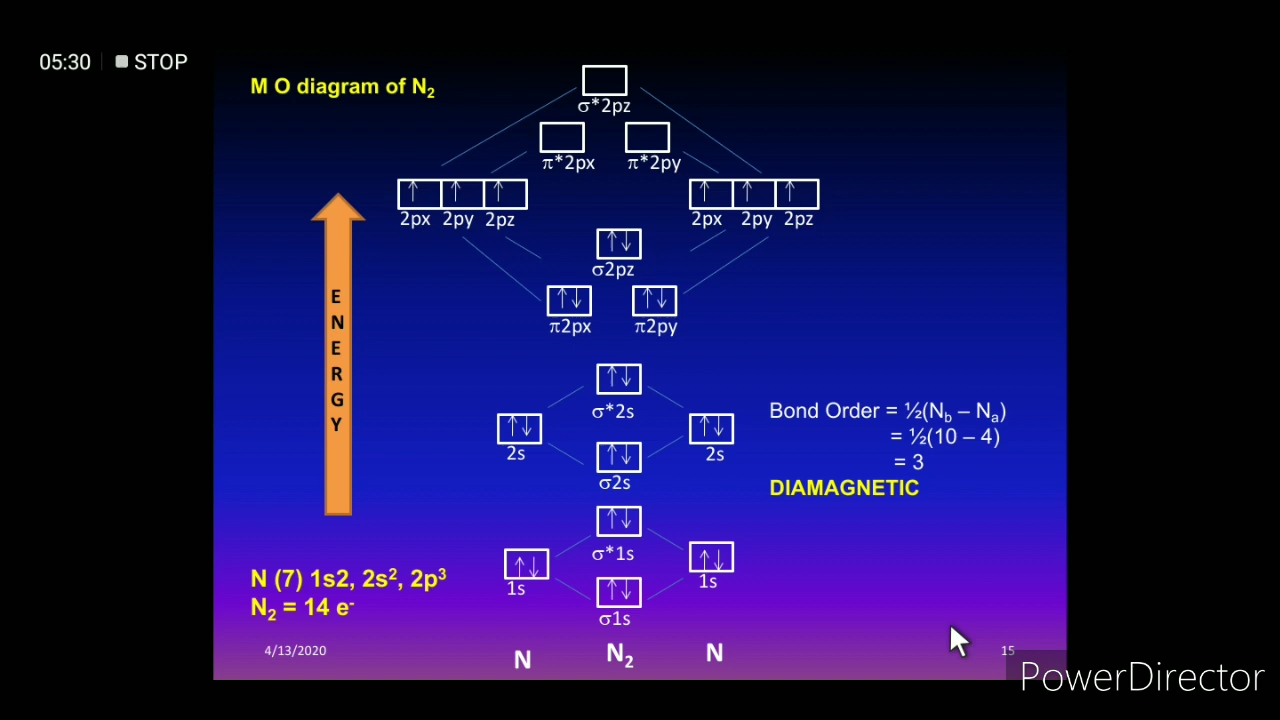 05:30 STOP
M O diagram of N₂
σ*2pz
π*2px π*2py
↑ ↑ ↑ ↑ ↑ ↑
2px 2py 2pz 2px 2py 2pz
↑↓
σ2pz
↑↓ ↑↓
π2px π2py
ENERGY
↑↓
σ*2s
↑↓ ↑↓
2s 2s
↑↓
σ2s
Bond Order = ½(Nb – Na)
= ½(10 – 4)
= 3
DIAMAGNETIC
↑↓
σ*1s
↑↓ ↑↓
1s 1s
↑↓
σ1s
N (7) 1s2, 2s², 2p³
N₂ = 14 e⁻
4/13/2020
N N₂ N
15
PowerDirector